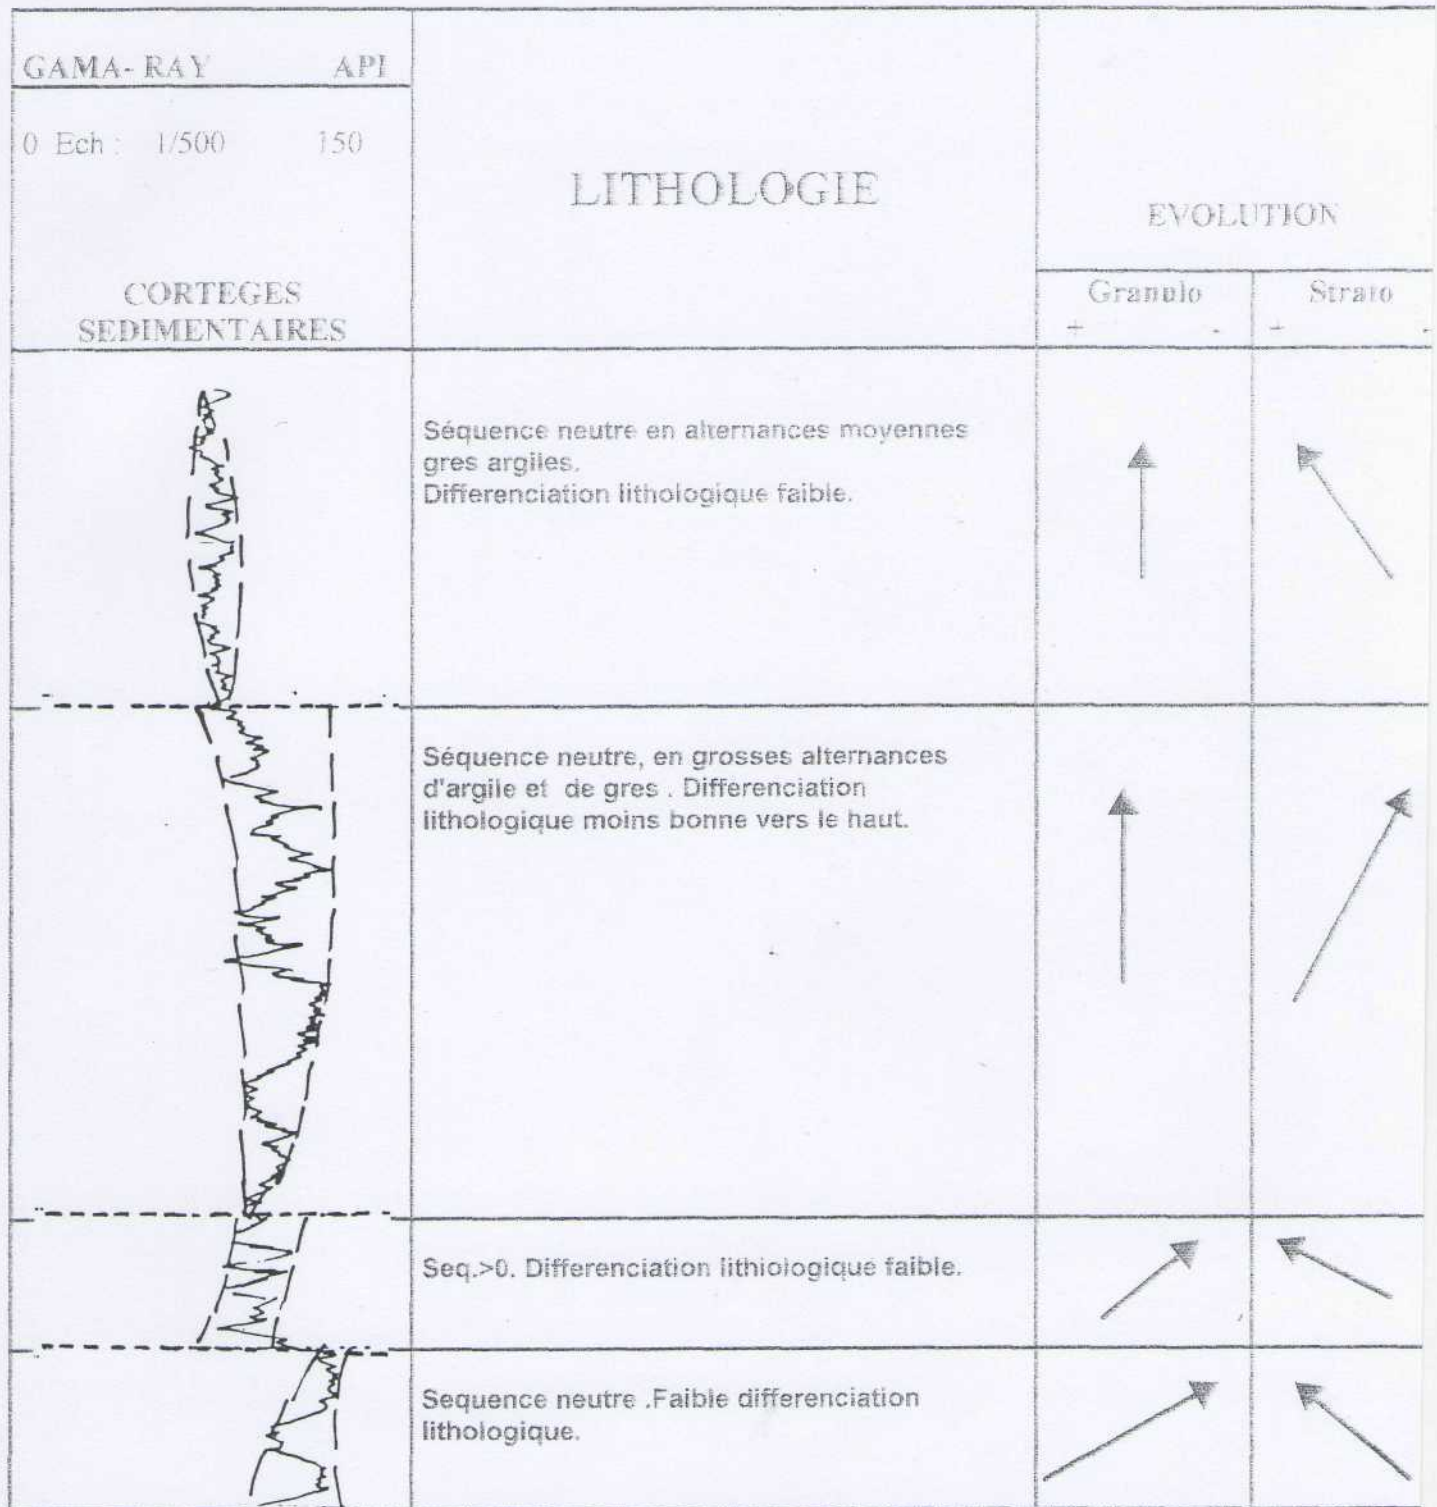 GAMA- RAY API
0 Ech : 1/500 150
CORTEGES
SEDIMENTAIRES
LITHOLOGIE
EVOLUTION
Granulo Strato
+ - + -
Séquence neutre en alternances moyennes
gres argiles.
Differenciation lithologique faible.
Séquence neutre, en grosses alternances
d'argile et de gres . Differenciation
lithologique moins bonne vers le haut.
Seq.>0. Differenciation lithiologique faible.
Sequence neutre .Faible differenciation
lithologique.